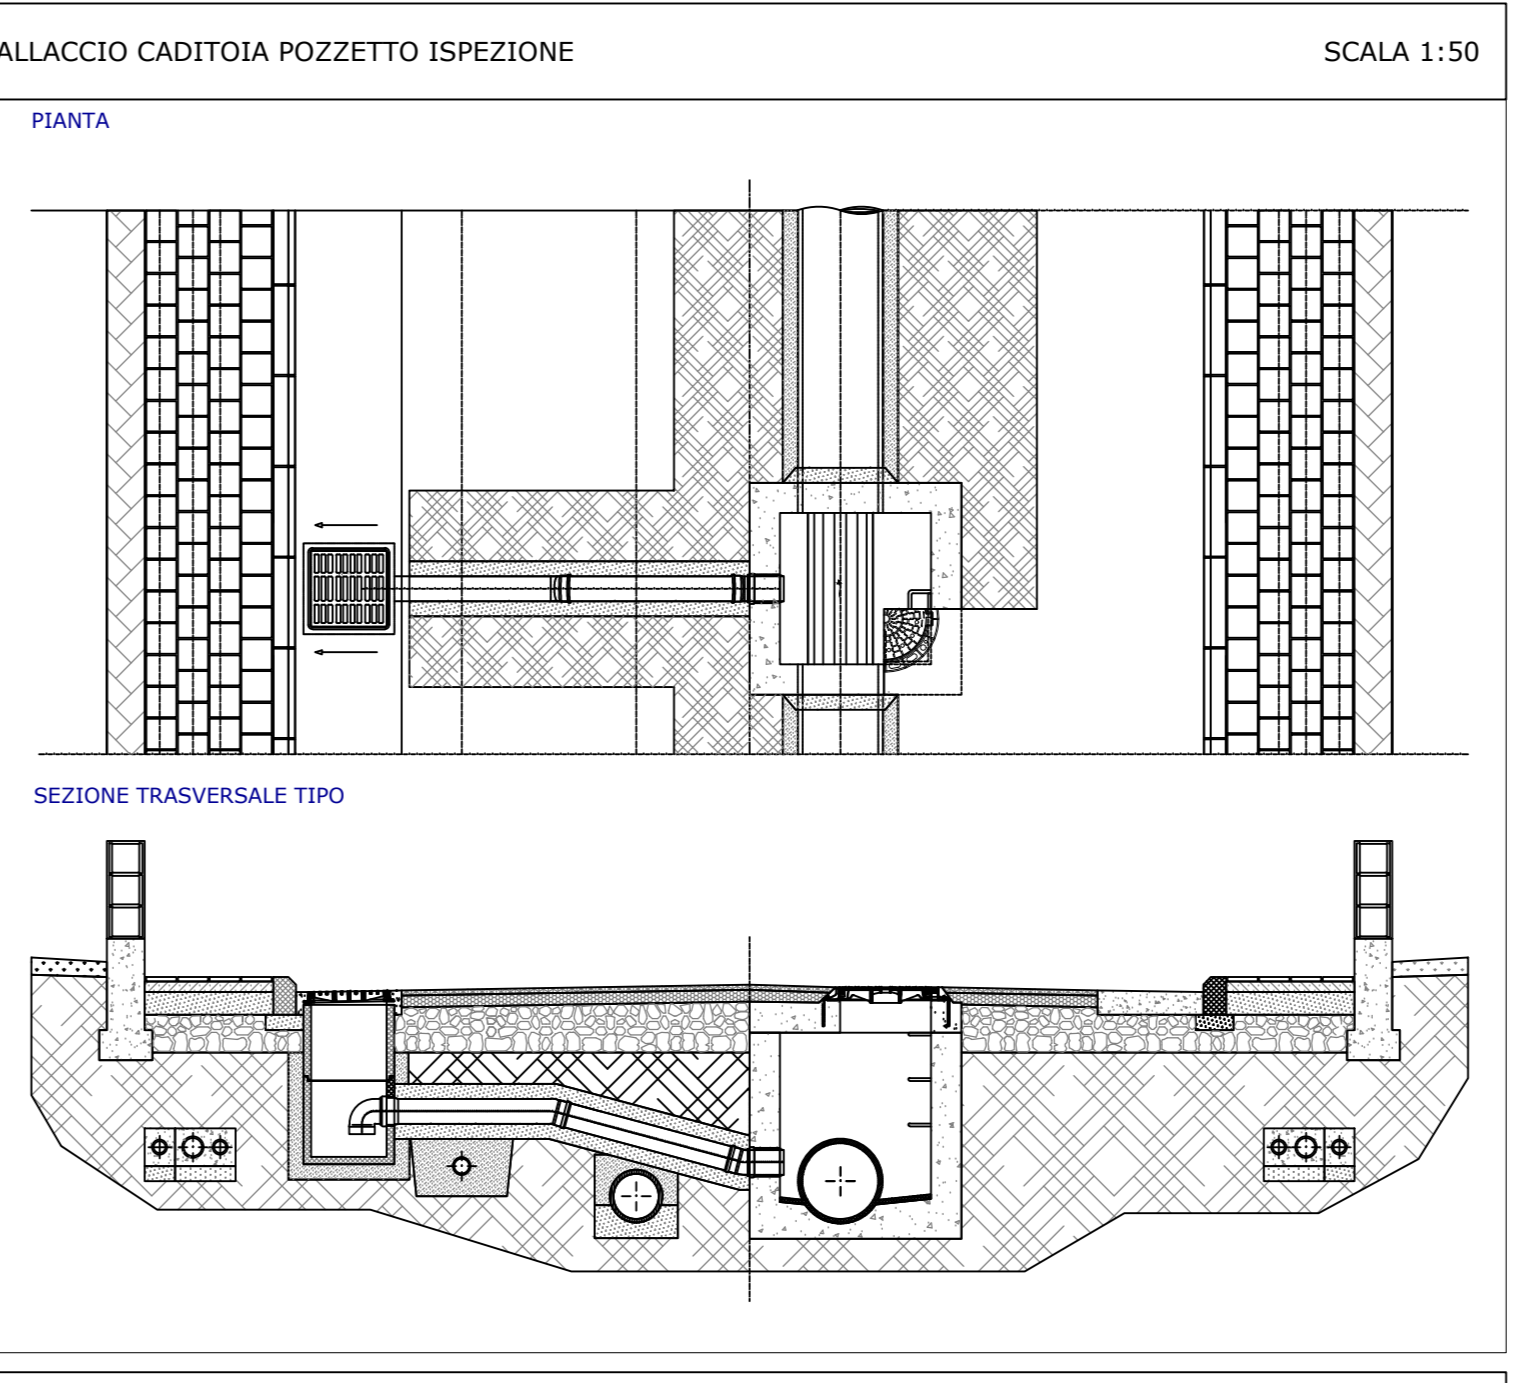 ALLACCIO CADITOIA POZZETTO ISPEZIONE
SCALA 1:50
PIANTA
SEZIONE TRASVERSALE TIPO